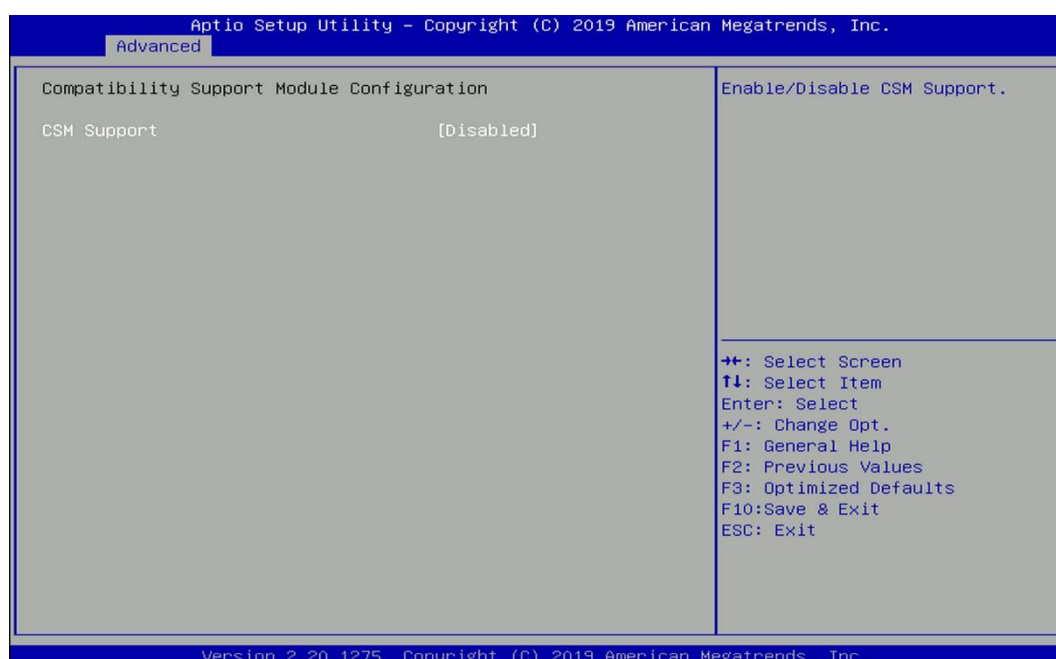 Aptio Setup Utility – Copyright (C) 2019 American Megatrends, Inc.
Advanced
Compatibility Support Module Configuration
CSM Support [Disabled]
Enable/Disable CSM Support.
→←: Select Screen
↑↓: Select Item
Enter: Select
+/-: Change Opt.
F1: General Help
F2: Previous Values
F3: Optimized Defaults
F10:Save & Exit
ESC: Exit
Version 2.20.1275. Copyright (C) 2019 American Megatrends, Inc.